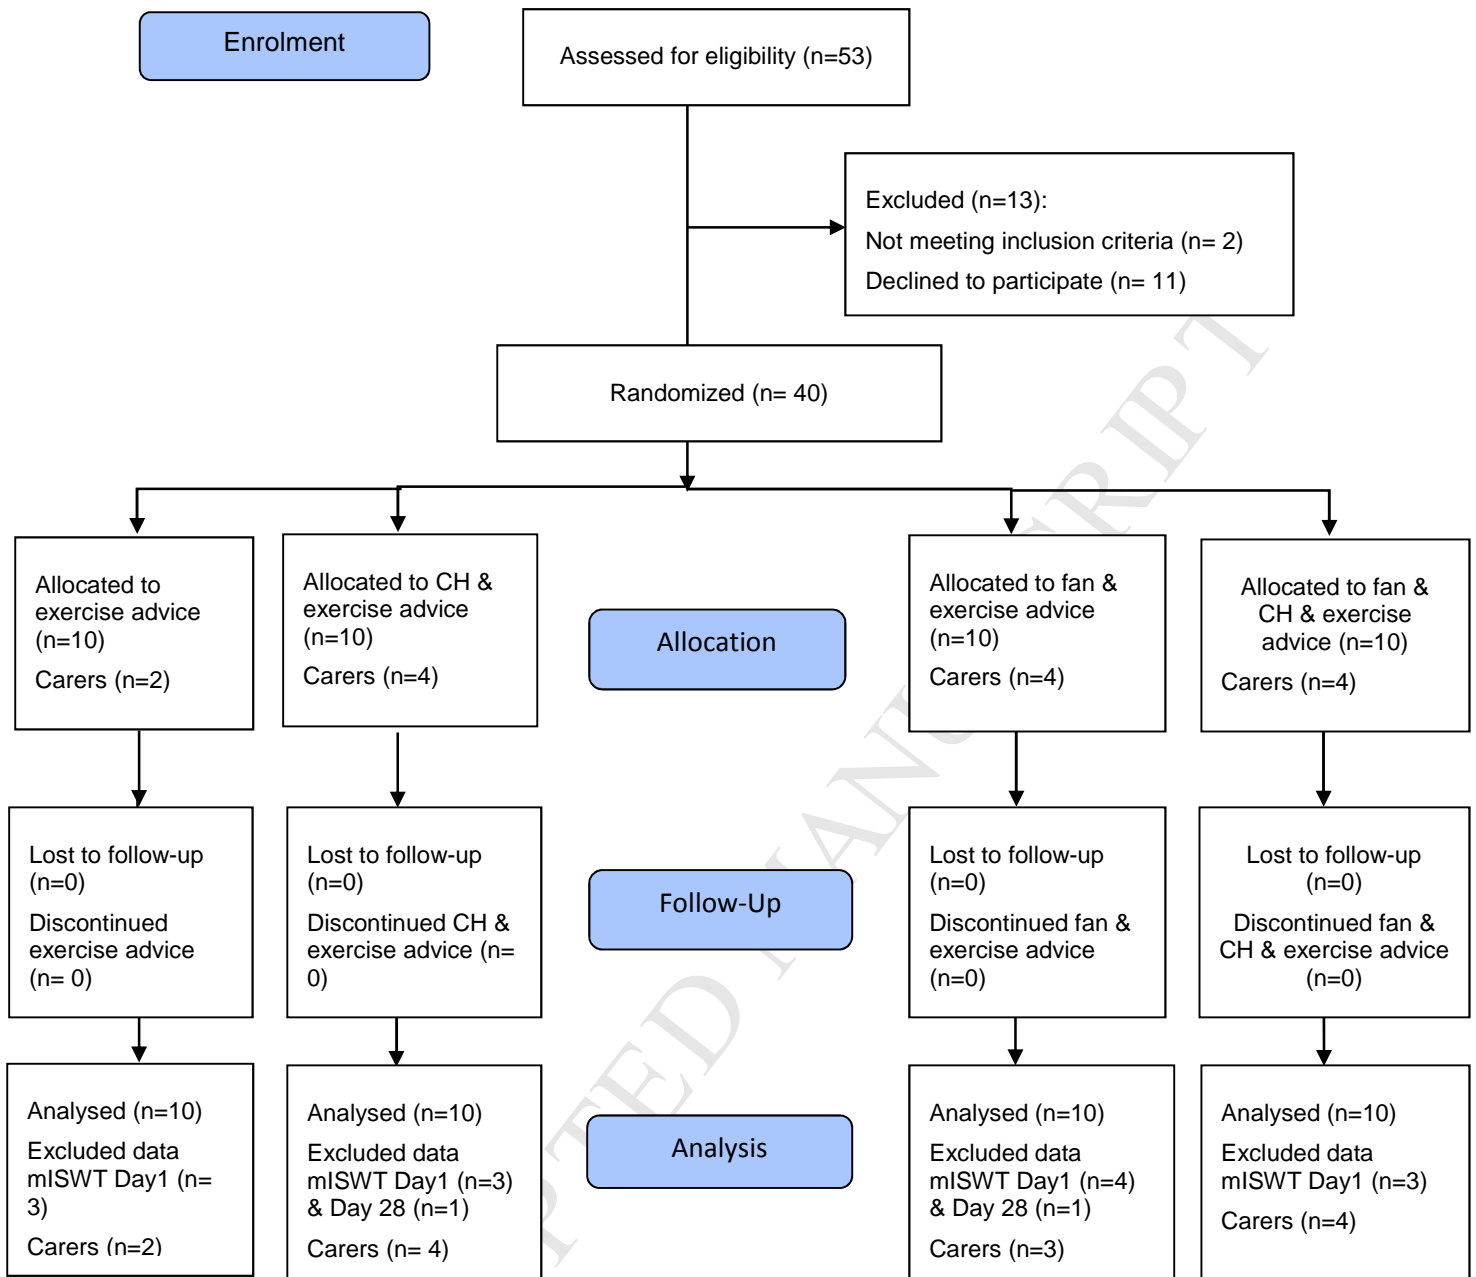 Enrolment
Assessed for eligibility (n=53)
Excluded (n=13):
Not meeting inclusion criteria (n= 2)
Declined to participate (n= 11)
Randomized (n= 40)
Allocated to
exercise advice
(n=10)
Carers (n=2)
Allocated to CH &
exercise advice
(n=10)
Carers (n=4)
Allocation
Allocated to fan &
exercise advice
(n=10)
Carers (n=4)
Allocated to fan &
CH & exercise
advice (n=10)
Carers (n=4)
Lost to follow-up
(n=0)
Discontinued
exercise advice
(n= 0)
Lost to follow-up
(n=0)
Discontinued CH &
exercise advice (n=
0)
Follow-Up
Lost to follow-up
(n=0)
Discontinued fan &
exercise advice
(n=0)
Lost to follow-up
(n=0)
Discontinued fan &
CH & exercise advice
(n=0)
Analysed (n=10)
Excluded data
mISWT Day1 (n=
3)
Carers (n=2)
Analysed (n=10)
Excluded data
mISWT Day1 (n=3)
& Day 28 (n=1)
Carers (n= 4)
Analysis
Analysed (n=10)
Excluded data
mISWT Day1 (n=4)
& Day 28 (n=1)
Carers (n=3)
Analysed (n=10)
Excluded data
mISWT Day1 (n=3)
Carers (n=4)